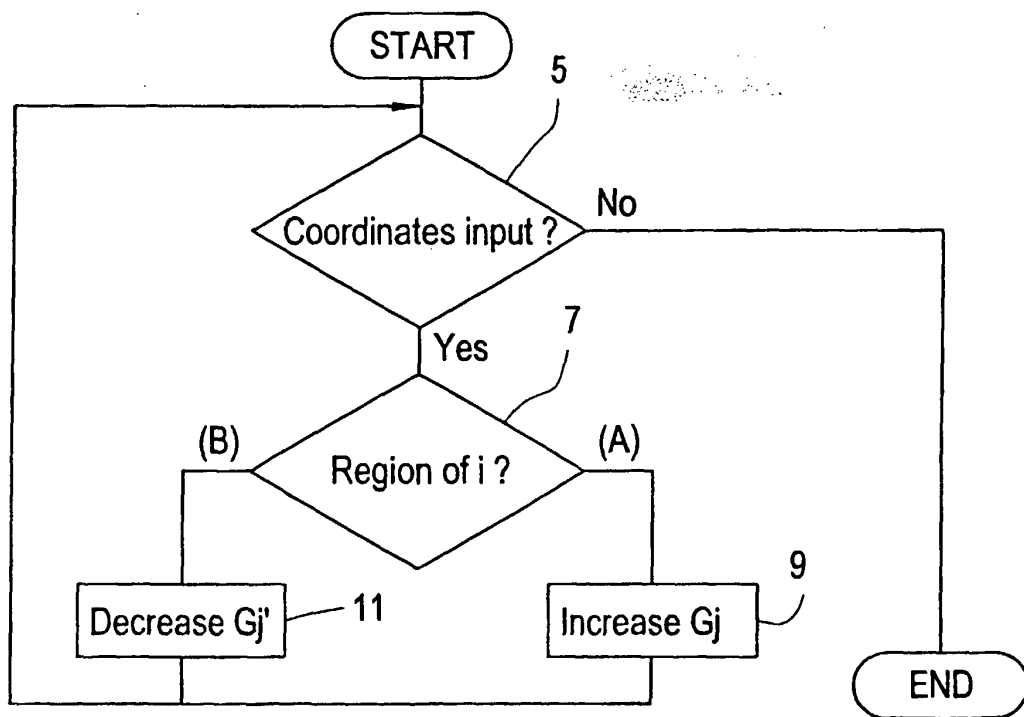 START
5
Coordinates input ?
No
Yes
7
(B)
(A)
Region of i ?
9
Decrease Gj'
11
Increase Gj
END